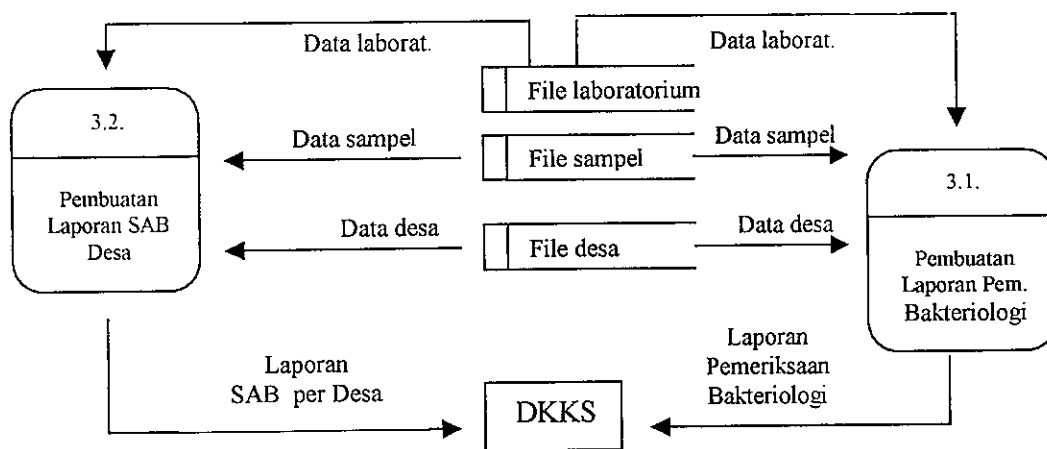 Data laborat.
Data laborat.
File laboratorium
3.2.
Data sampel
File sampel
Data sampel
3.1.
Pembuatan
Laporan SAB
Desa
Data desa
File desa
Data desa
Pembuatan
Laporan Pem.
Bakteriologi
Laporan
SAB per Desa
DKKS
Laporan
Pemeriksaan
Bakteriologi